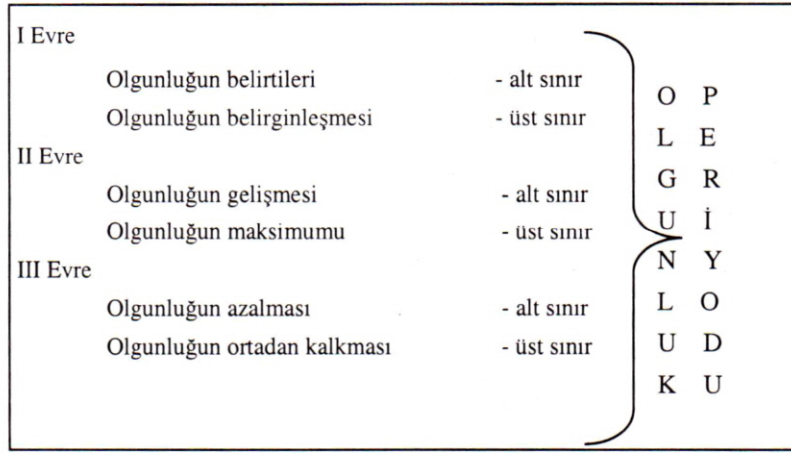 I Evre
Olgunluğun belirtileri - alt sınır
Olgunluğun belirginleşmesi - üst sınır
II Evre
Olgunluğun gelişmesi - alt sınır
Olgunluğun maksimumu - üst sınır
III Evre
Olgunluğun azalması - alt sınır
Olgunluğun ortadan kalkması - üst sınır
OLGUNLUK
PERİYODU